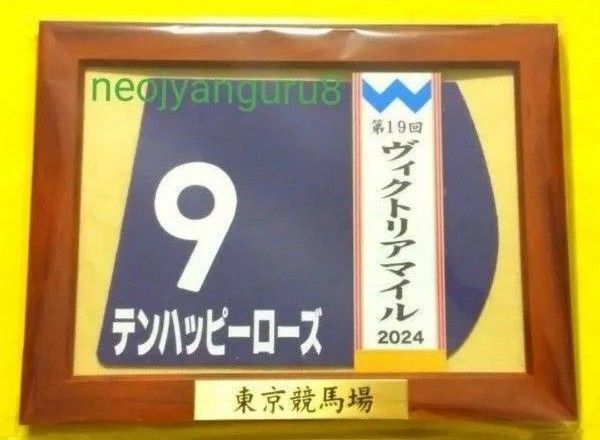 neojyanguru8
第19回
ヴィクトリアマイル
2024
9
テンハッピーローズ
東京競馬場